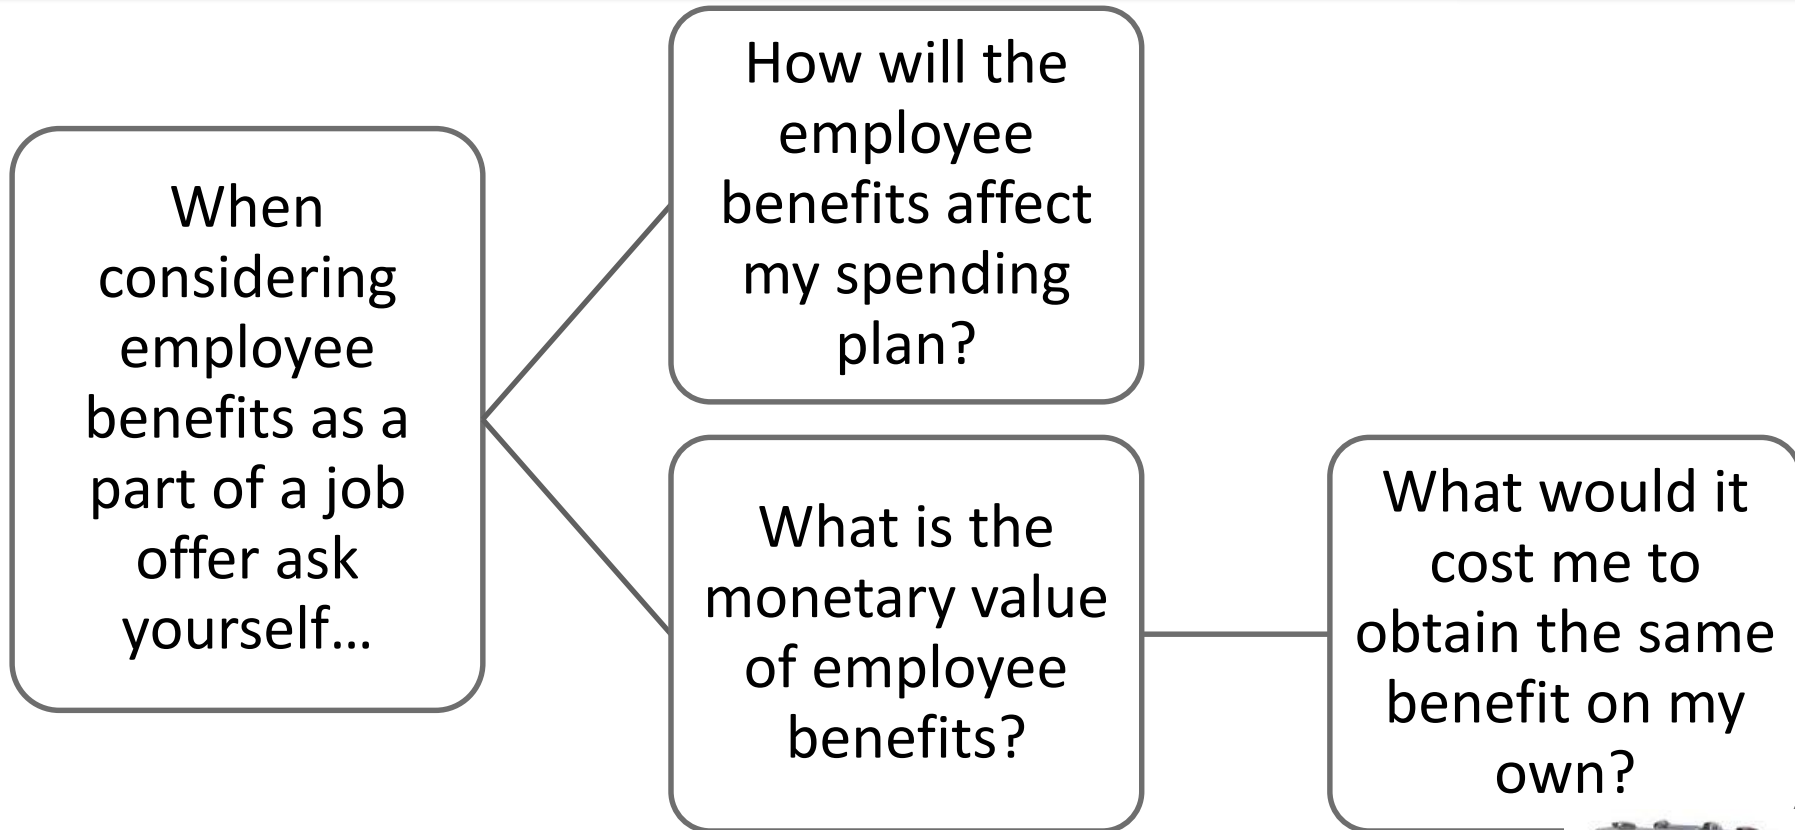 When
considering
employee
benefits as a
part of a job
offer ask
yourself…
How will the
employee
benefits affect
my spending
plan?
What is the
monetary value
of employee
benefits?
What would it
cost me to
obtain the same
benefit on my
own?